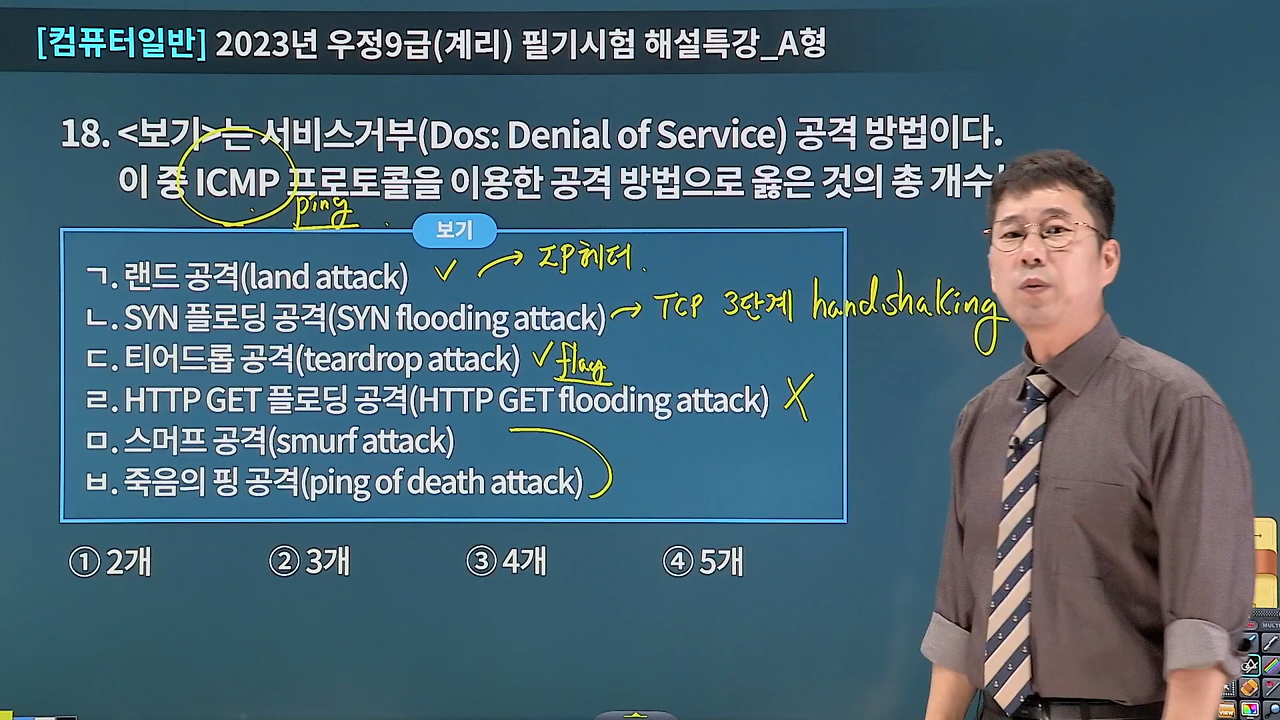 [컴퓨터일반] 2023년 우정9급(계리) 필기시험 해설특강_A형
18. <보기>는 서비스거부(Dos: Denial of Service) 공격 방법이다.
이 중 ICMP 프로토콜을 이용한 공격 방법으로 옳은 것의 총 개수
ping
보기
ㄱ. 랜드 공격(land attack) ✓ → IP헤더
ㄴ. SYN 플로딩 공격(SYN flooding attack) → TCP 3단계 handshaking
ㄷ. 티어드롭 공격(teardrop attack) ✓ flag
ㄹ. HTTP GET 플로딩 공격(HTTP GET flooding attack) X
ㅁ. 스머프 공격(smurf attack)
ㅂ. 죽음의 핑 공격(ping of death attack)
① 2개 ② 3개 ③ 4개 ④ 5개